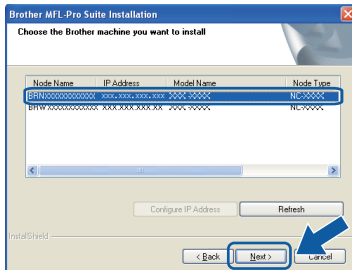 Brother MFL-Pro Suite Installation
Choose the Brother machine you want to install
Node Name IP Address Model Name Node Type
BRNXXXXXXXXXXXX xxx.xxx.xxx.xxx XXX-XXXX NC-XXXX
BRWXXXXXXXXXXXX XXX.XXX.XXX.XX XXX-XXXX NC-XXXX
Configure IP Address Refresh
InstallShield
< Back Next > Cancel